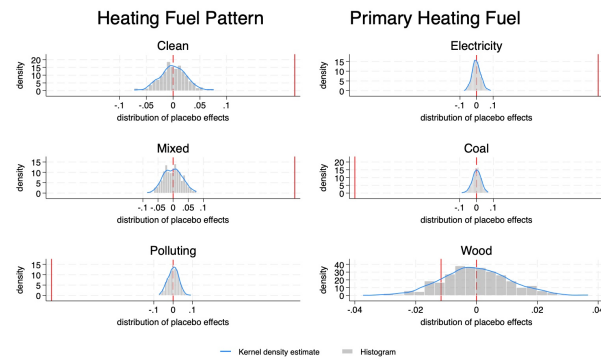 Heating Fuel Pattern
Primary Heating Fuel
Clean
density
20
15
10
5
0
-.1 -.05 0 .05 .1
distribution of placebo effects
Electricity
density
15
10
5
0
-.1 0 .1
distribution of placebo effects
Mixed
density
15
10
5
0
-.1 -.05 0 .05 .1
distribution of placebo effects
Coal
density
20
15
10
5
0
-.1 0 .1
distribution of placebo effects
Polluting
density
15
10
5
0
-.1 0 .1
distribution of placebo effects
Wood
density
40
30
20
10
0
-.04 -.02 0 .02 .04
distribution of placebo effects
Kernel density estimate Histogram